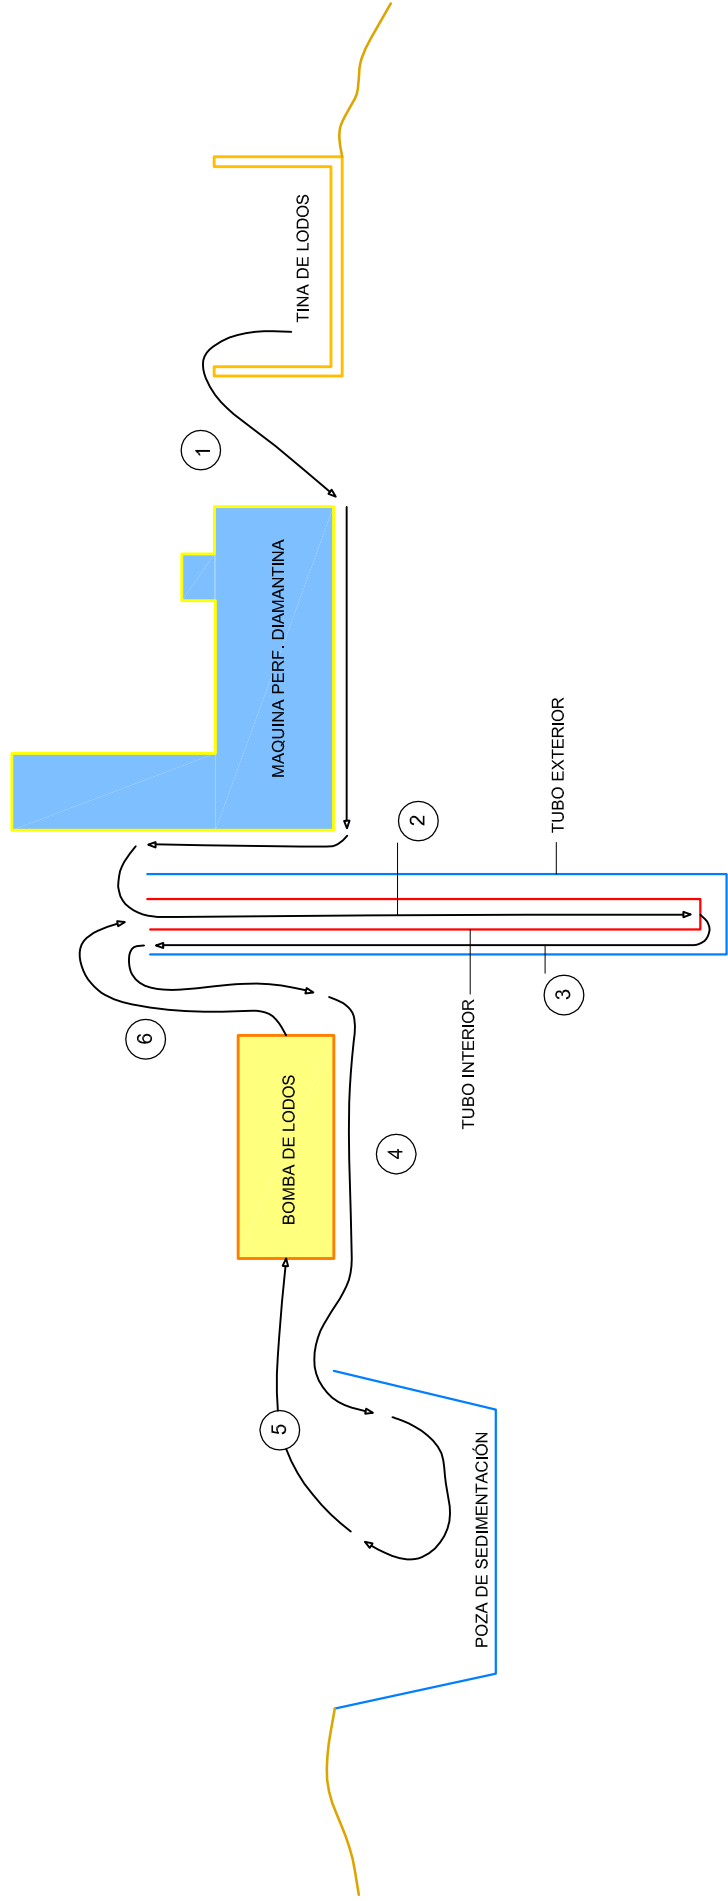 TINA DE LODOS
1
MAQUINA PERF. DIAMANTINA
2
TUBO EXTERIOR
3
TUBO INTERIOR
6
BOMBA DE LODOS
4
5
POZA DE SEDIMENTACIÓN